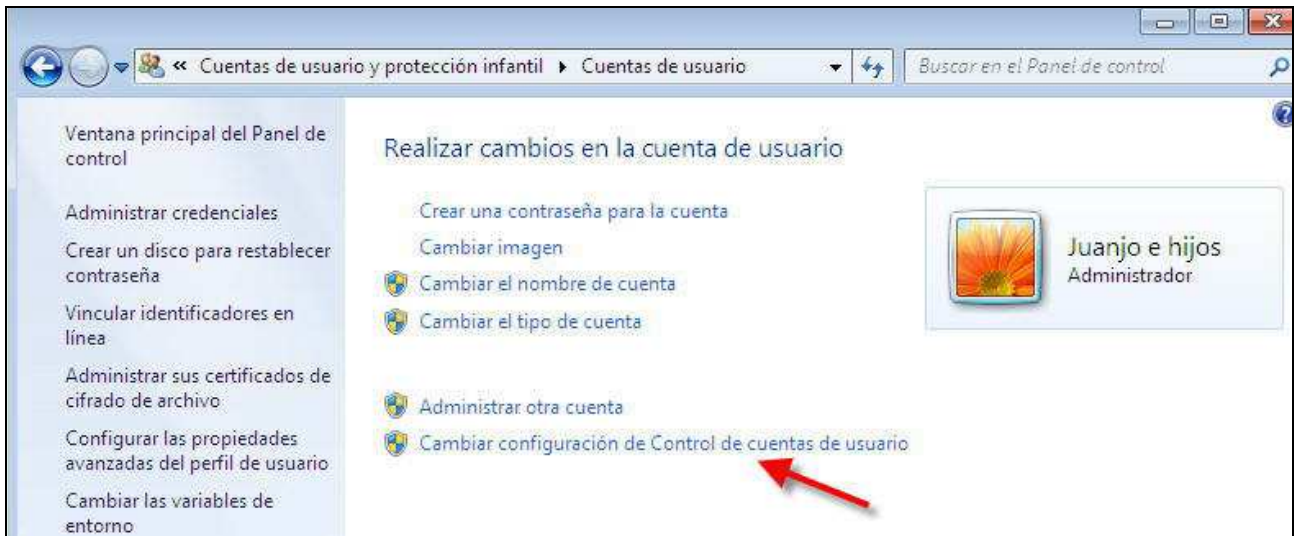 « Cuentas de usuario y protección infantil ▸ Cuentas de usuario
Buscar en el Panel de control
Ventana principal del Panel de
control
Administrar credenciales
Crear un disco para restablecer
contraseña
Vincular identificadores en
línea
Administrar sus certificados de
cifrado de archivo
Configurar las propiedades
avanzadas del perfil de usuario
Cambiar las variables de
entorno
Realizar cambios en la cuenta de usuario
Crear una contraseña para la cuenta
Cambiar imagen
Cambiar el nombre de cuenta
Cambiar el tipo de cuenta
Administrar otra cuenta
Cambiar configuración de Control de cuentas de usuario
Juanjo e hijos
Administrador